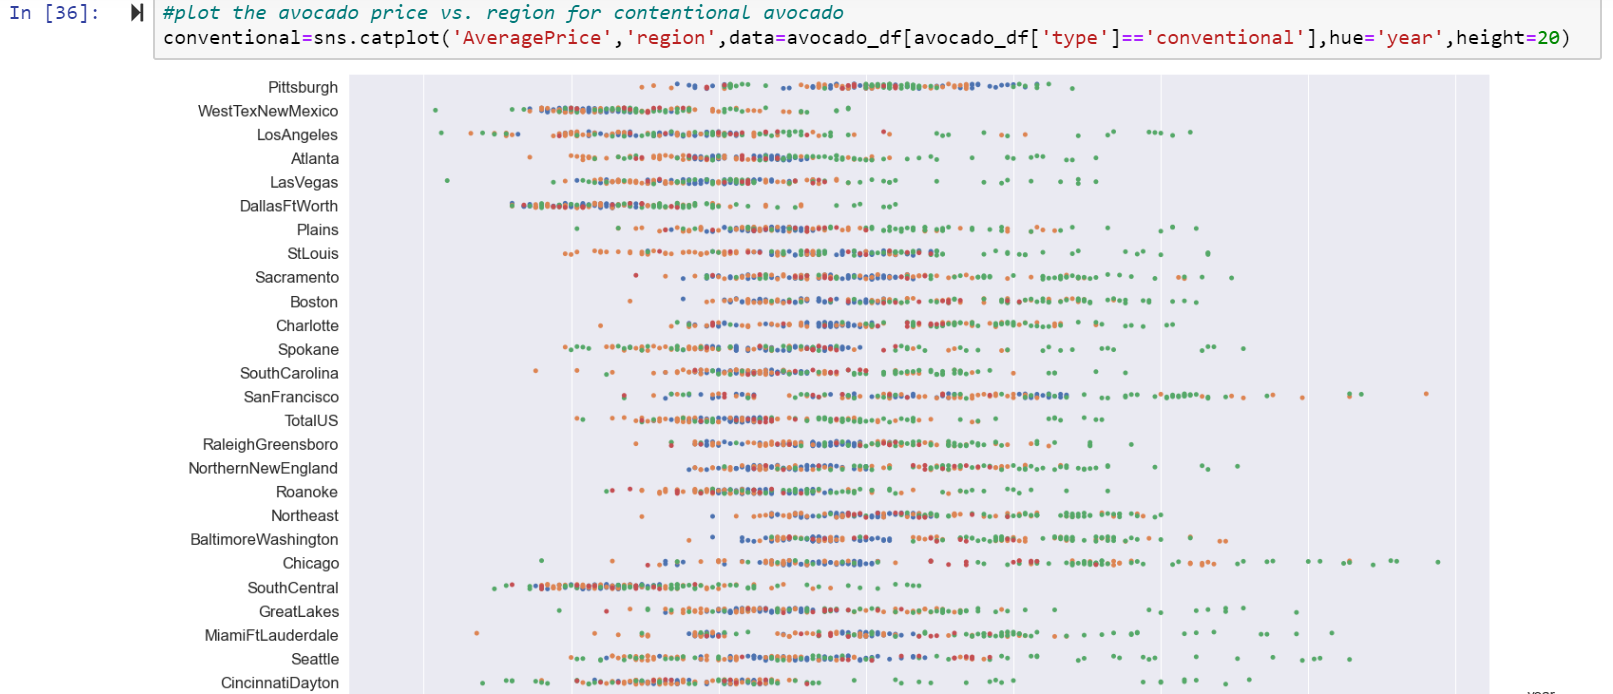 In [36]:
#plot the avocado price vs. region for contentional avocado
conventional=sns.catplot('AveragePrice','region',data=avocado_df[avocado_df['type']=='conventional'],hue='year',height=20)
Pittsburgh
WestTexNewMexico
LosAngeles
Atlanta
LasVegas
DallasFtWorth
Plains
StLouis
Sacramento
Boston
Charlotte
Spokane
SouthCarolina
SanFrancisco
TotalUS
RaleighGreensboro
NorthernNewEngland
Roanoke
Northeast
BaltimoreWashington
Chicago
SouthCentral
GreatLakes
MiamiFtLauderdale
Seattle
CincinnatiDayton